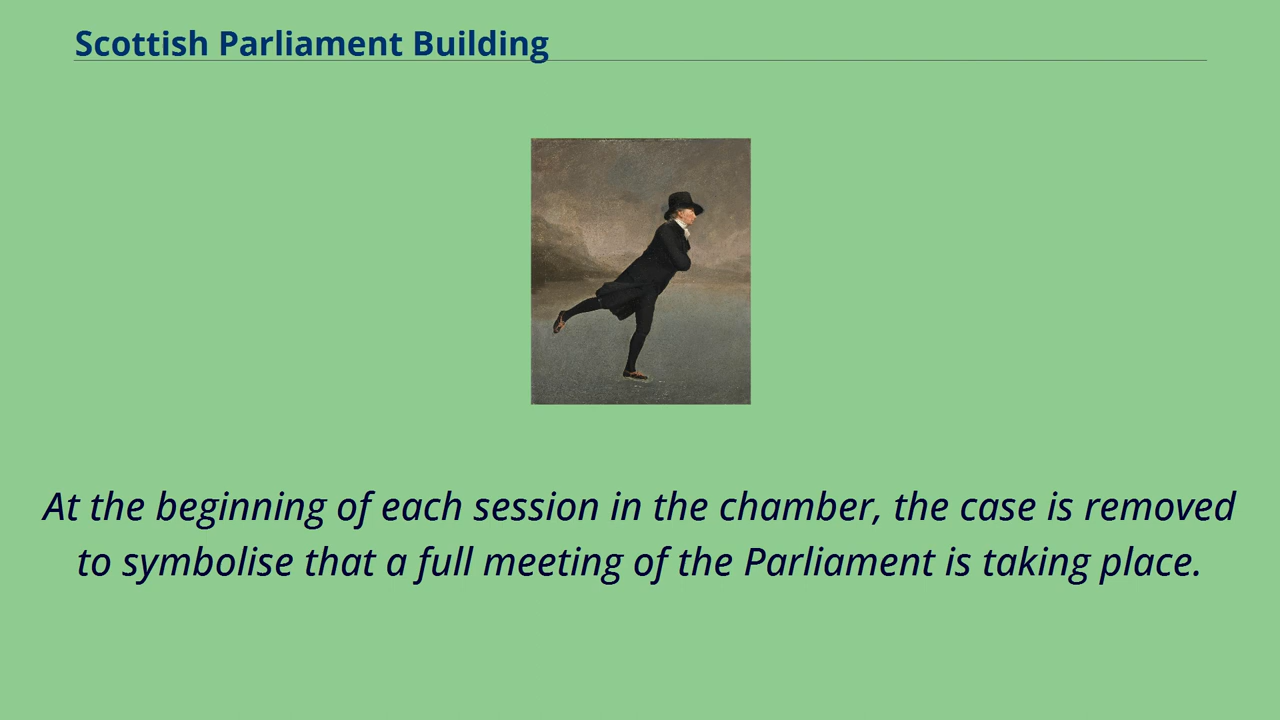 Scottish Parliament Building
At the beginning of each session in the chamber, the case is removed
to symbolise that a full meeting of the Parliament is taking place.